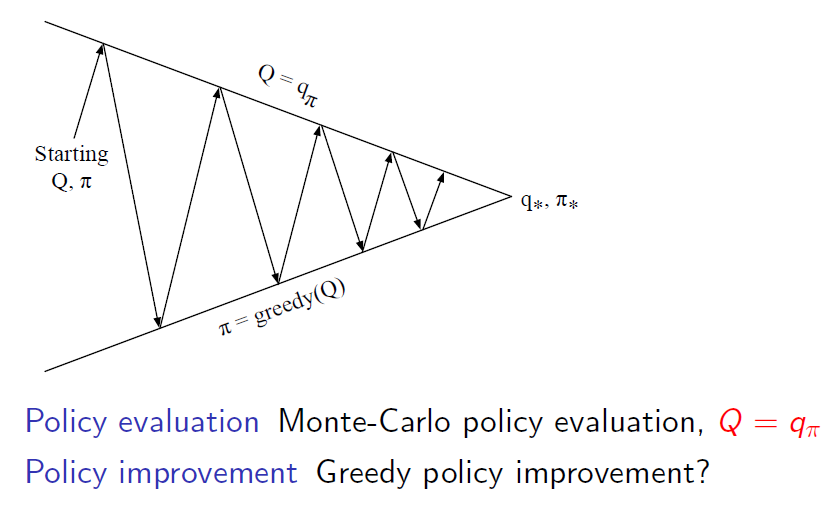 Q = qπ
Starting
Q, π
q*, π*
π = greedy(Q)
Policy evaluation Monte-Carlo policy evaluation, Q = qπ
Policy improvement Greedy policy improvement?